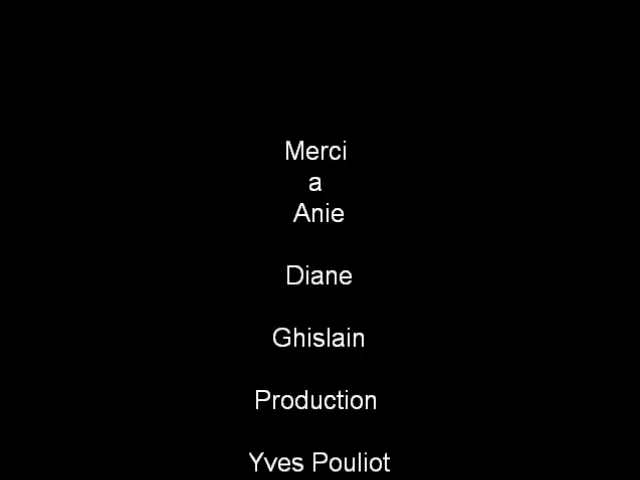 Merci
a
Anie
Diane
Ghislain
Production
Yves Pouliot